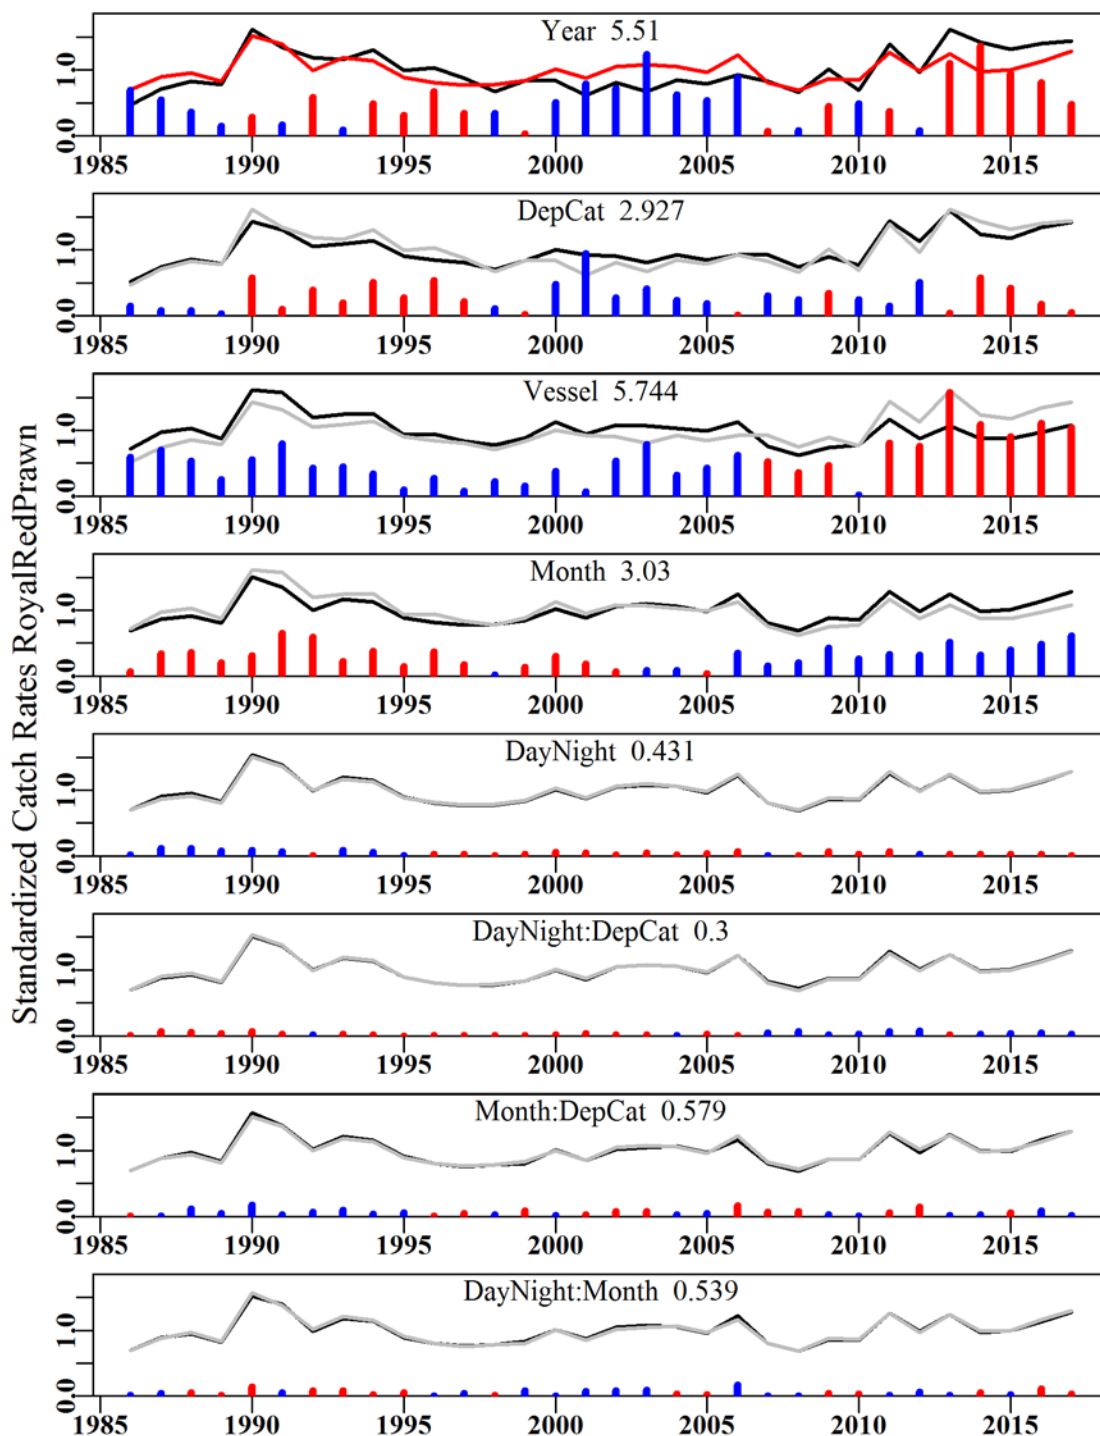 Standardized Catch Rates RoyalRedPrawn
Year 5.51
0.0 1.0
1985 1990 1995 2000 2005 2010 2015
DepCat 2.927
0.0 1.0
1985 1990 1995 2000 2005 2010 2015
Vessel 5.744
0.0 1.0
1985 1990 1995 2000 2005 2010 2015
Month 3.03
0.0 1.0
1985 1990 1995 2000 2005 2010 2015
DayNight 0.431
0.0 1.0
1985 1990 1995 2000 2005 2010 2015
DayNight:DepCat 0.3
0.0 1.0
1985 1990 1995 2000 2005 2010 2015
Month:DepCat 0.579
0.0 1.0
1985 1990 1995 2000 2005 2010 2015
DayNight:Month 0.539
0.0 1.0
1985 1990 1995 2000 2005 2010 2015